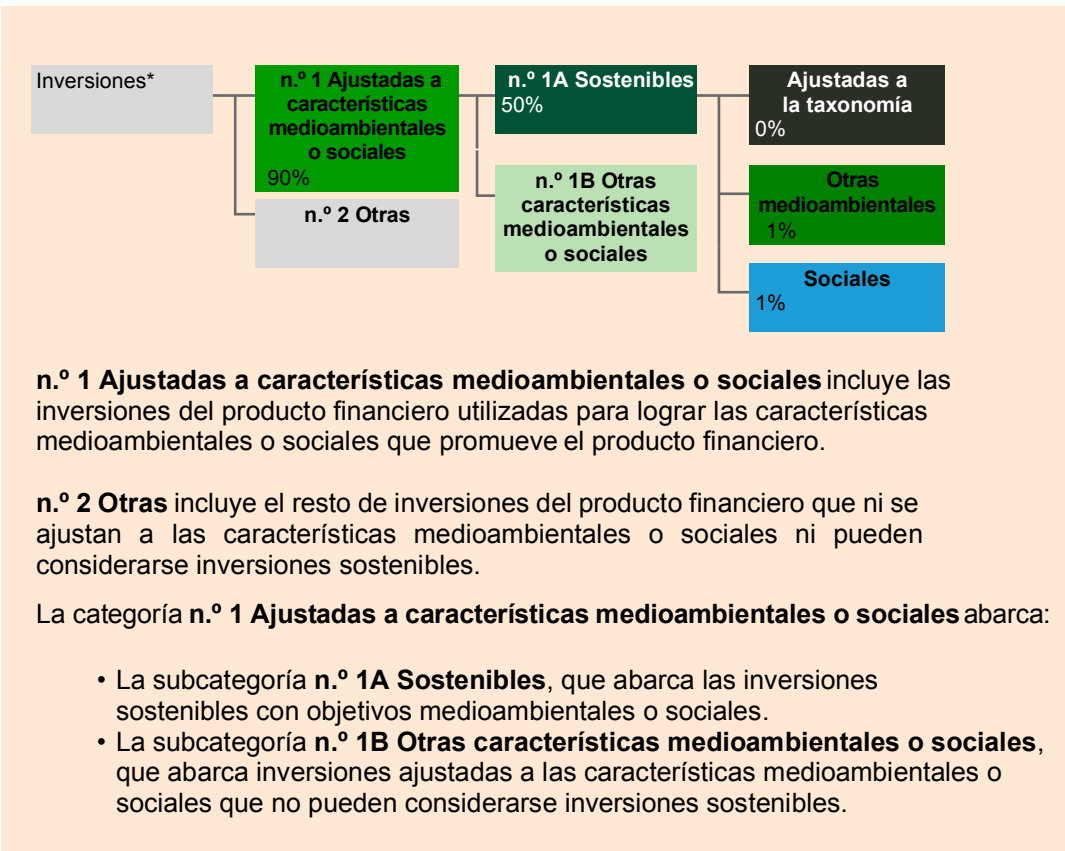 Inversiones*
n.º 1 Ajustadas a
características
medioambientales
o sociales
90%
n.º 2 Otras
n.º 1A Sostenibles
50%
n.º 1B Otras
características
medioambientales
o sociales
Ajustadas a
la taxonomía
0%
Otras
medioambientales
1%
Sociales
1%
n.º 1 Ajustadas a características medioambientales o sociales incluye las
inversiones del producto financiero utilizadas para lograr las características
medioambientales o sociales que promueve el producto financiero.
n.º 2 Otras incluye el resto de inversiones del producto financiero que ni se
ajustan a las características medioambientales o sociales ni pueden
considerarse inversiones sostenibles.
La categoría n.º 1 Ajustadas a características medioambientales o sociales abarca:
• La subcategoría n.º 1A Sostenibles, que abarca las inversiones
sostenibles con objetivos medioambientales o sociales.
• La subcategoría n.º 1B Otras características medioambientales o sociales,
que abarca inversiones ajustadas a las características medioambientales o
sociales que no pueden considerarse inversiones sostenibles.